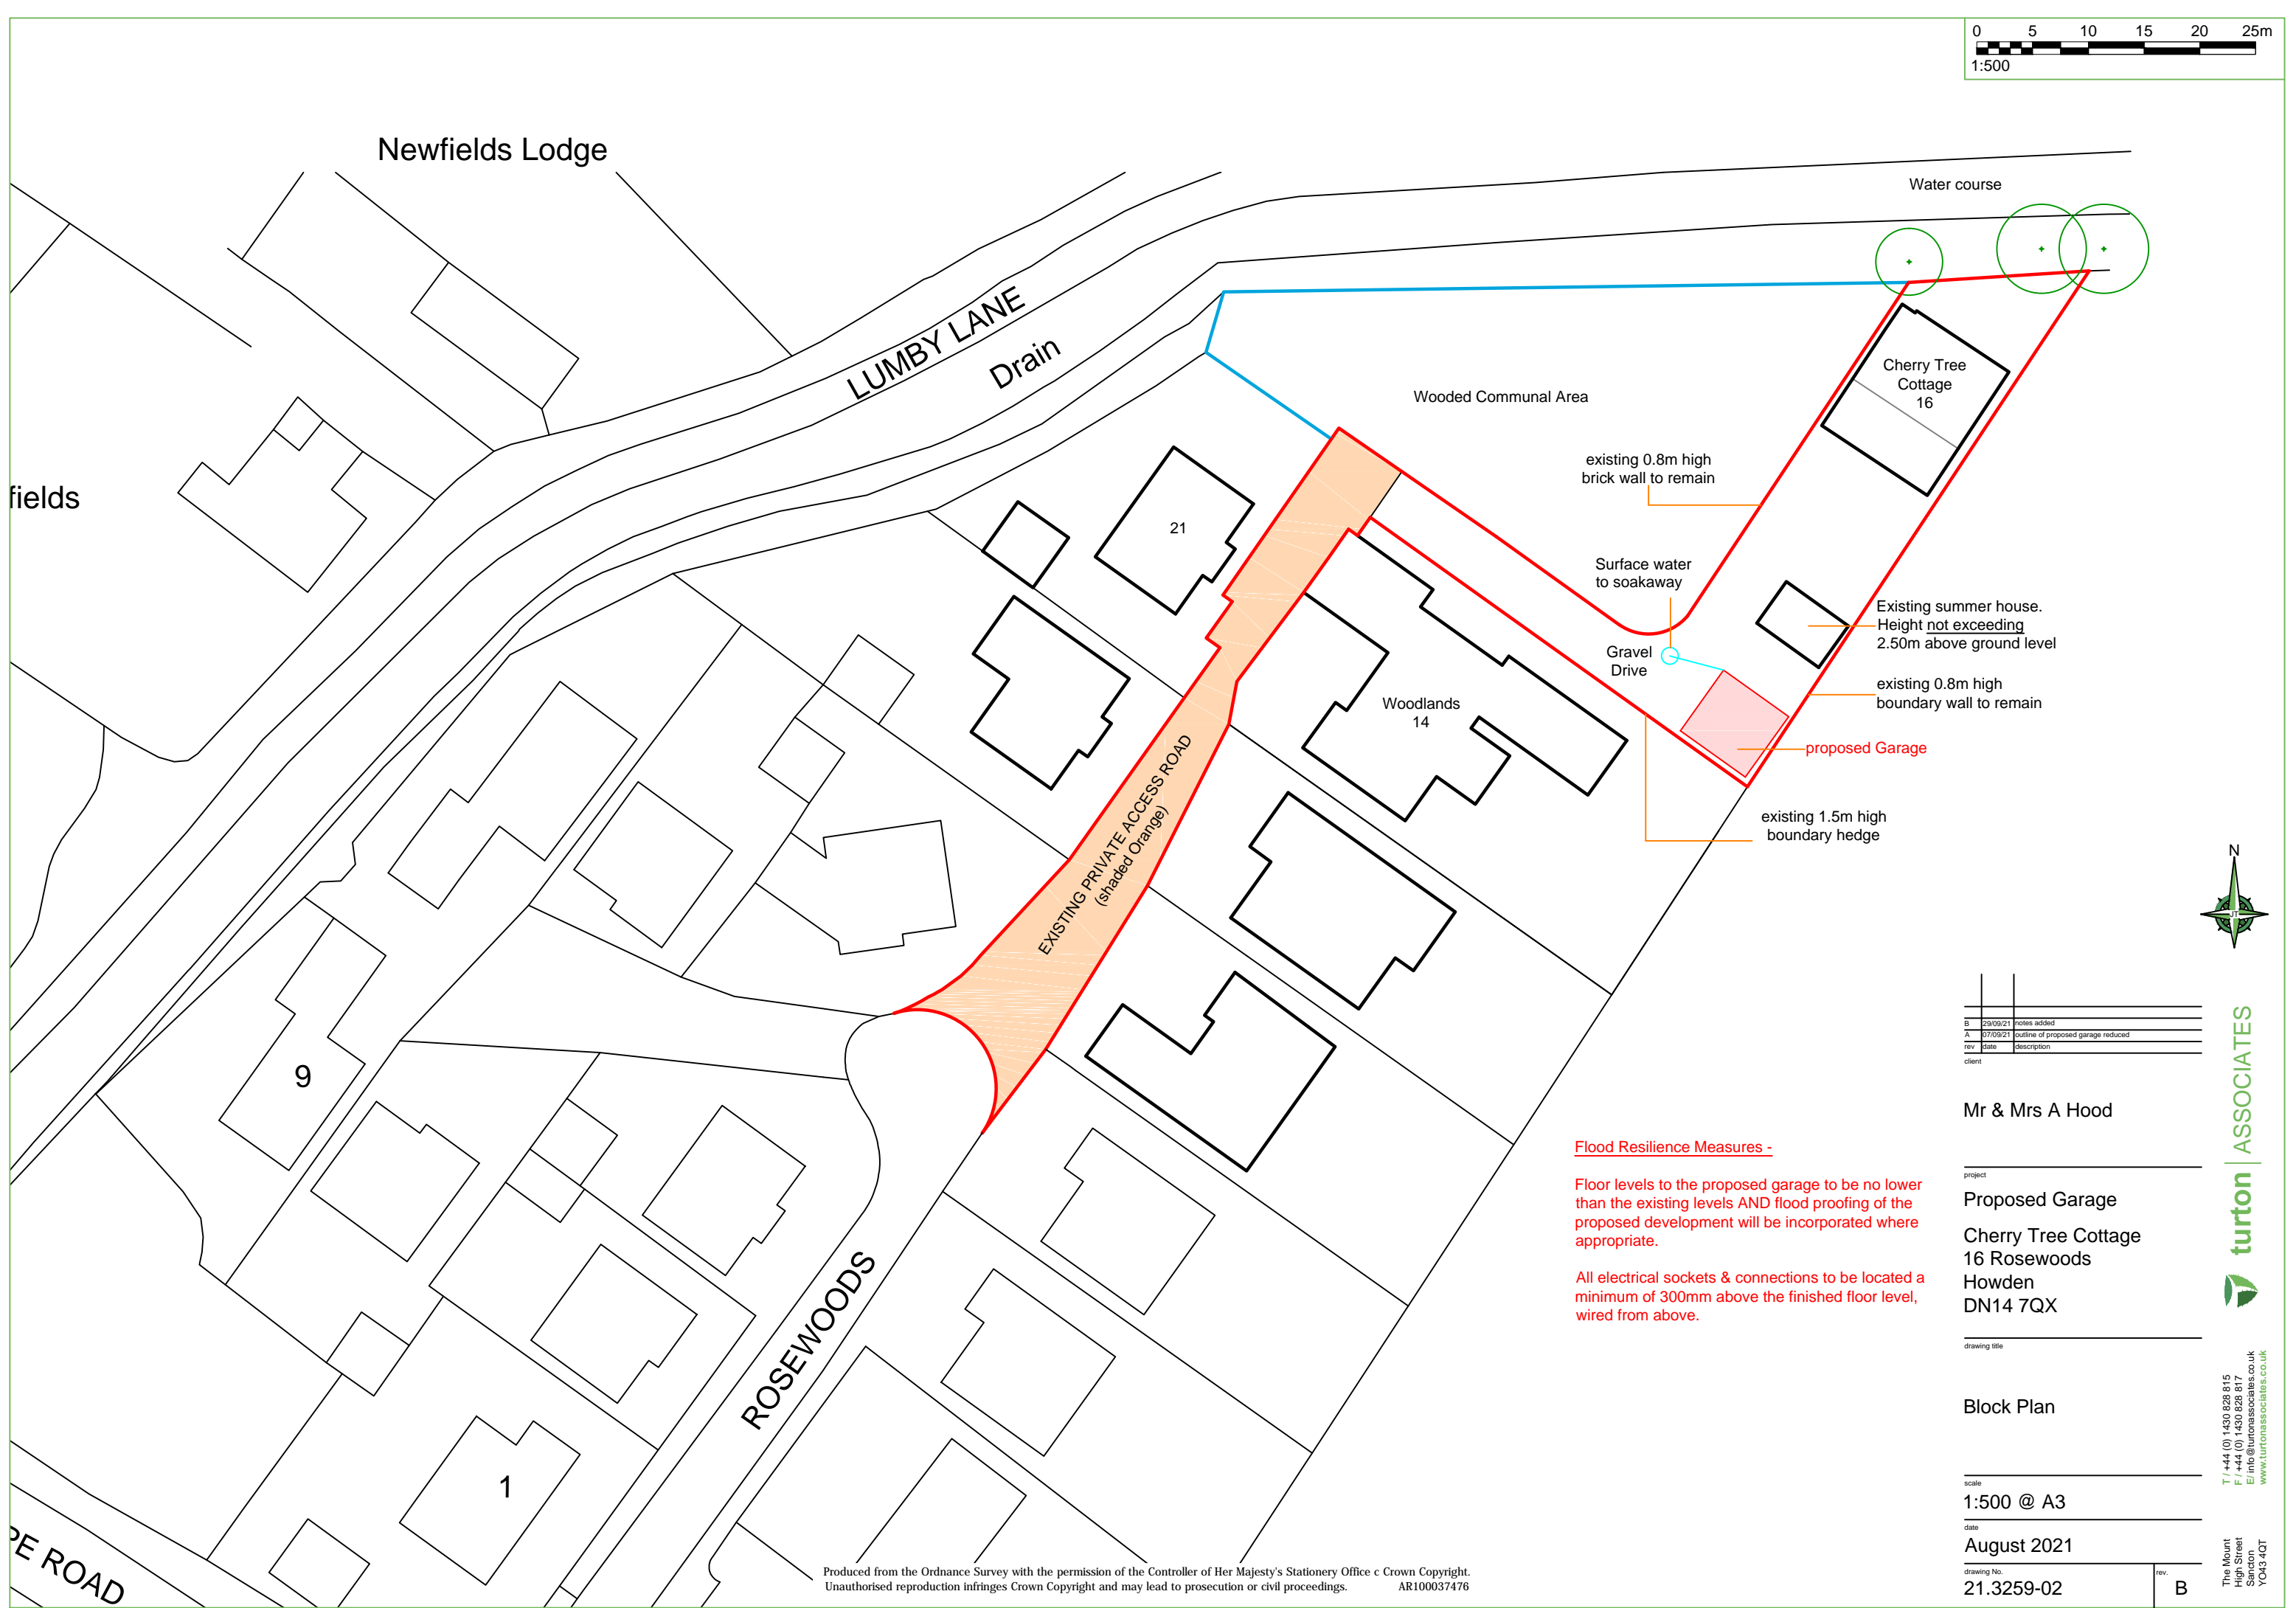 0 5 10 15 20 25m
1:500
Newfields Lodge
Water course
LUMBY LANE
Drain
Cherry Tree
Cottage
16
Wooded Communal Area
existing 0.8m high
brick wall to remain
fields
21
Surface water
to soakaway
Existing summer house.
Height not exceeding
2.50m above ground level
Gravel
Drive
existing 0.8m high
boundary wall to remain
Woodlands
14
proposed Garage
existing 1.5m high
boundary hedge
EXISTING PRIVATE ACCESS ROAD
(shaded Orange)
N
JT
9
ROSEWOODS
1
PE ROAD
Flood Resilience Measures -
Floor levels to the proposed garage to be no lower
than the existing levels AND flood proofing of the
proposed development will be incorporated where
appropriate.
All electrical sockets & connections to be located a
minimum of 300mm above the finished floor level,
wired from above.
B 29/09/21 notes added
A 07/09/21 outline of proposed garage reduced
rev date description
client
Mr & Mrs A Hood
project
Proposed Garage
Cherry Tree Cottage
16 Rosewoods
Howden
DN14 7QX
drawing title
Block Plan
scale
1:500 @ A3
date
August 2021
drawing No.
21.3259-02
rev.
B
turton | ASSOCIATES
T / +44 (0) 1430 828 815
F / +44 (0) 1430 828 817
E/ info@turtonassociates.co.uk
www.turtonassociates.co.uk
The Mount
High Street
Sancton
YO43 4QT
Produced from the Ordnance Survey with the permission of the Controller of Her Majesty's Stationery Office c Crown Copyright.
Unauthorised reproduction infringes Crown Copyright and may lead to prosecution or civil proceedings. AR100037476